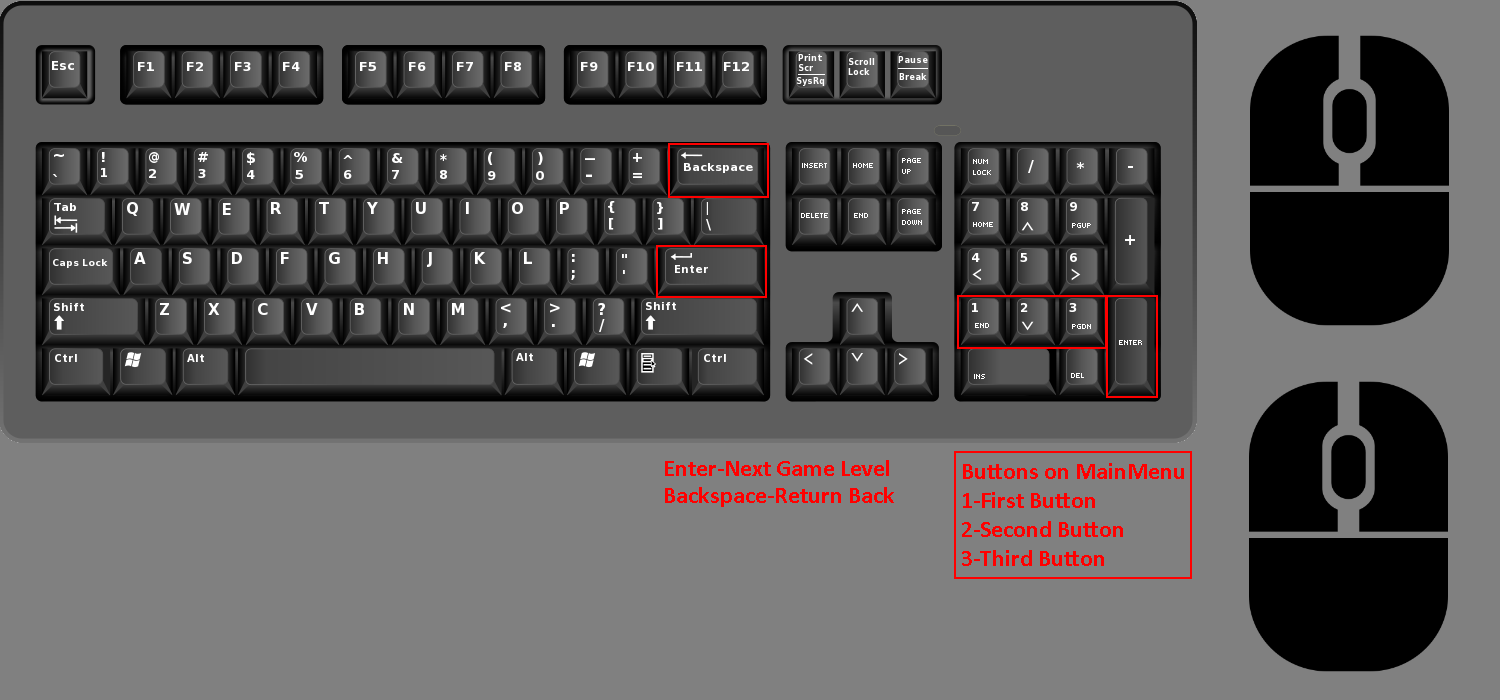 Esc F1 F2 F3 F4 F5 F6 F7 F8 F9 F10 F11 F12
Print
Scr
SysRq
Scroll
Lock
Pause
Break
~ ! @ # $ % ^ & * ( ) – +
` 1 2 3 4 5 6 7 8 9 0 - =
← Backspace
INSERT HOME PAGE
UP
NUM
LOCK
/ * -
Tab Q W E R T Y U I O P { } |
[ ] \
DELETE END PAGE
DOWN
7 8 9
HOME ^ PGUP
+
Caps Lock A S D F G H J K L : "
; '
Enter
4 5 6
< >
Shift Z X C V B N M < > ? Shift
, . /
^
1 2 3
END PGDN
ENTER
Ctrl Alt Alt Ctrl
< >
INS DEL
Enter-Next Game Level
Backspace-Return Back
Buttons on MainMenu
1-First Button
2-Second Button
3-Third Button